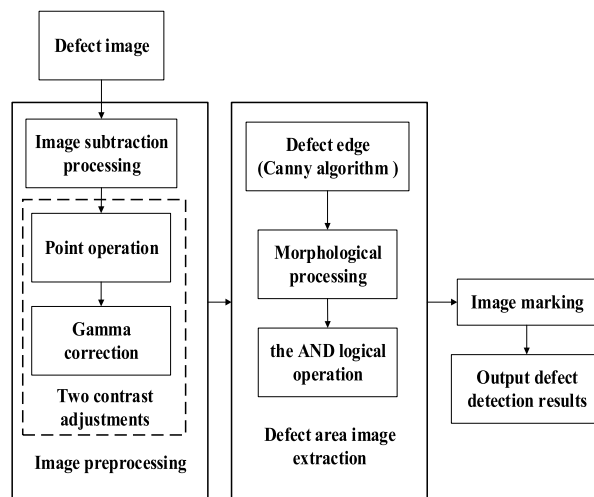 Defect image
Image subtraction
processing
Point operation
Gamma
correction
Two contrast
adjustments
Image preprocessing
Defect edge
(Canny algorithm )
Morphological
processing
the AND logical
operation
Defect area image
extraction
Image marking
Output defect
detection results